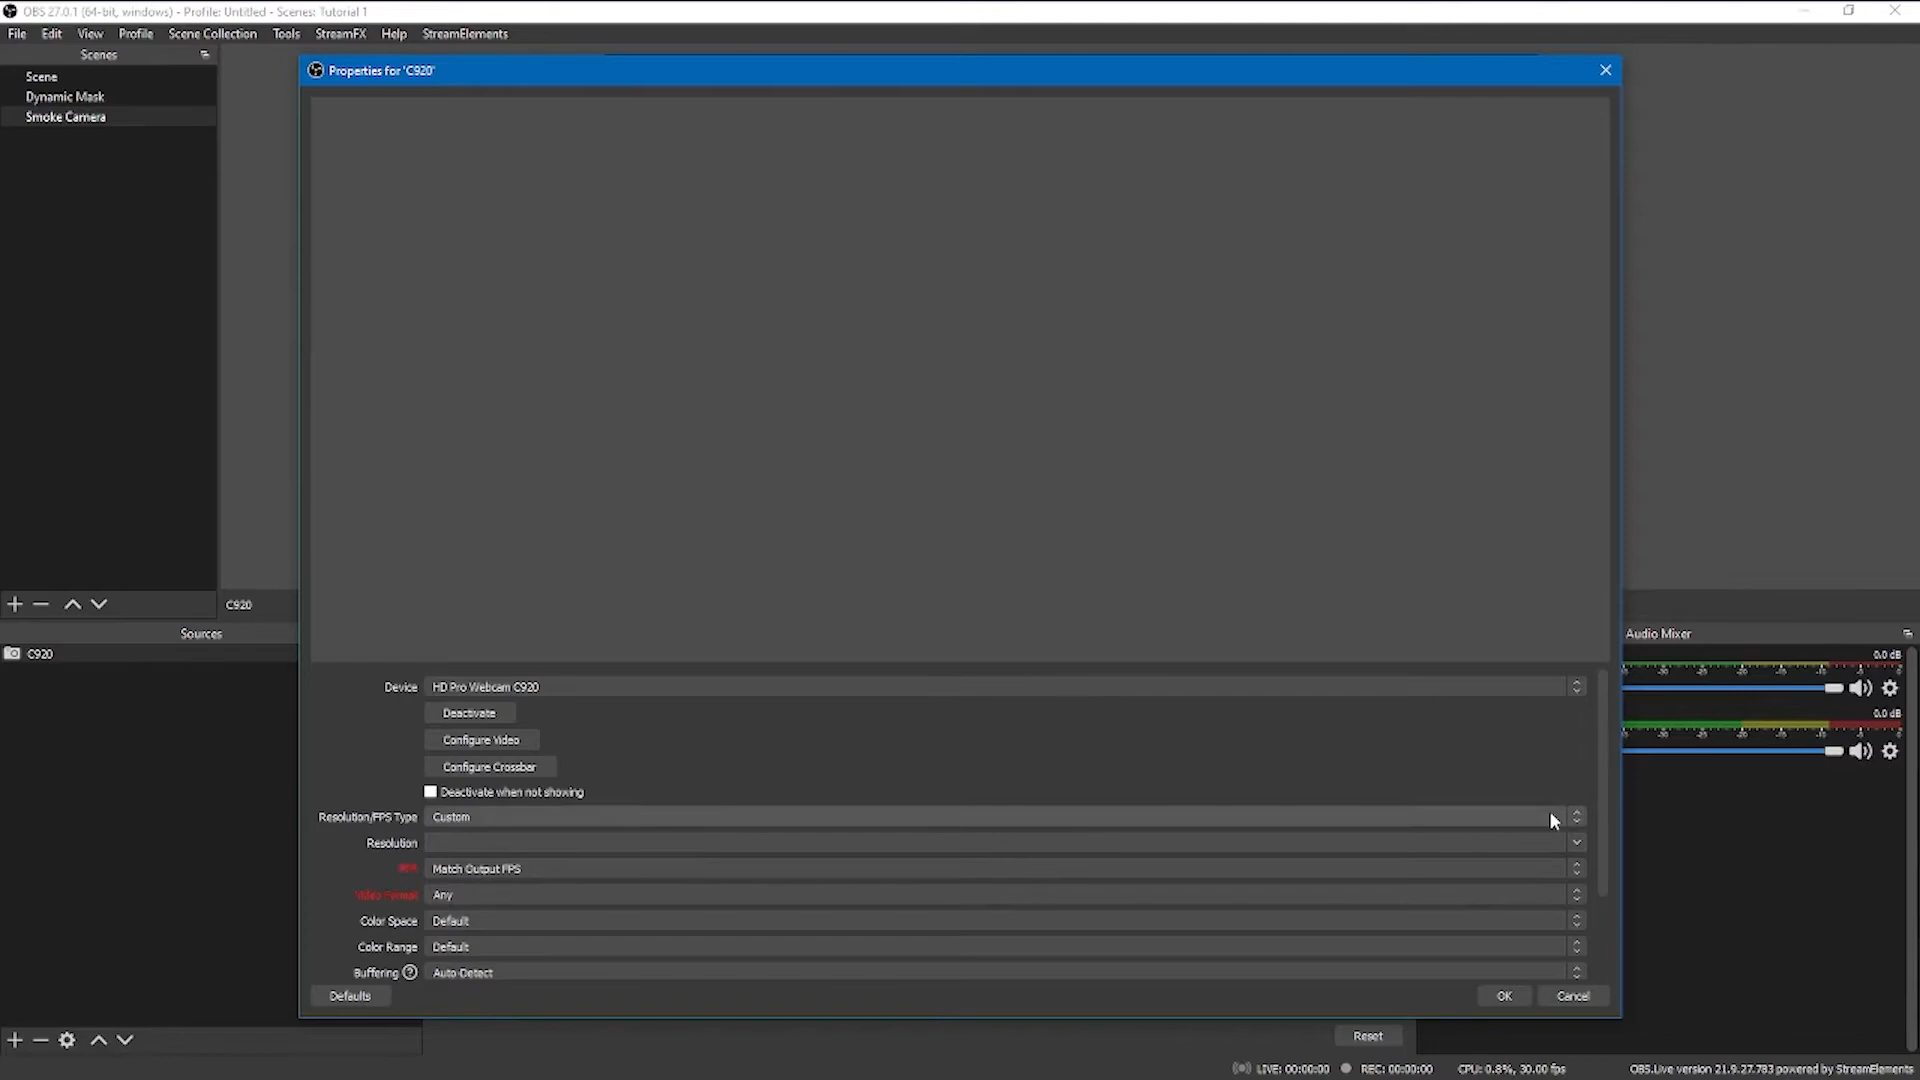 OBS 27.0.1 (64-bit, windows) - Profile: Untitled - Scenes: Tutorial 1
File Edit View Profile Scene Collection Tools StreamFX Help StreamElements
Scenes
Scene
Dynamic Mask
Smoke Camera
Properties for 'C920'
C920
Sources
C920
Device HD Pro Webcam C920
Deactivate
Configure Video
Configure Crossbar
Deactivate when not showing
Resolution/FPS Type Custom
Resolution
FPS Match Output FPS
Video Format Any
Color Space Default
Color Range Default
Buffering ? Auto-Detect
Defaults
OK Cancel
Audio Mixer
0.0 dB
0.0 dB
Reset
LIVE: 00:00:00 REC: 00:00:00 CPU: 0.8%, 30.00 fps OBS.Live version 21.9.27.783 powered by StreamElements